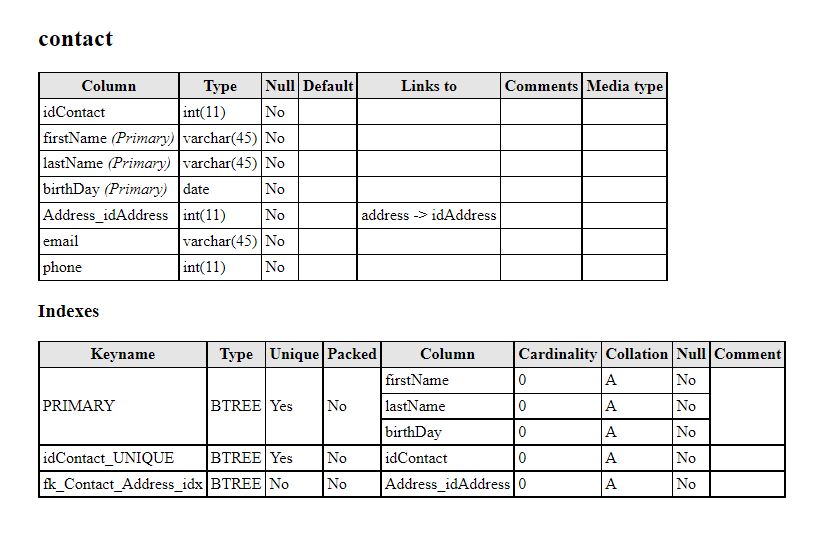 contact
Column Type Null Default Links to Comments Media type
idContact int(11) No
firstName (Primary) varchar(45) No
lastName (Primary) varchar(45) No
birthDay (Primary) date No
Address_idAddress int(11) No address -> idAddress
email varchar(45) No
phone int(11) No
Indexes
Keyname Type Unique Packed Column Cardinality Collation Null Comment
PRIMARY BTREE Yes No firstName 0 A No
lastName 0 A No
birthDay 0 A No
idContact_UNIQUE BTREE Yes No idContact 0 A No
fk_Contact_Address_idx BTREE No No Address_idAddress 0 A No